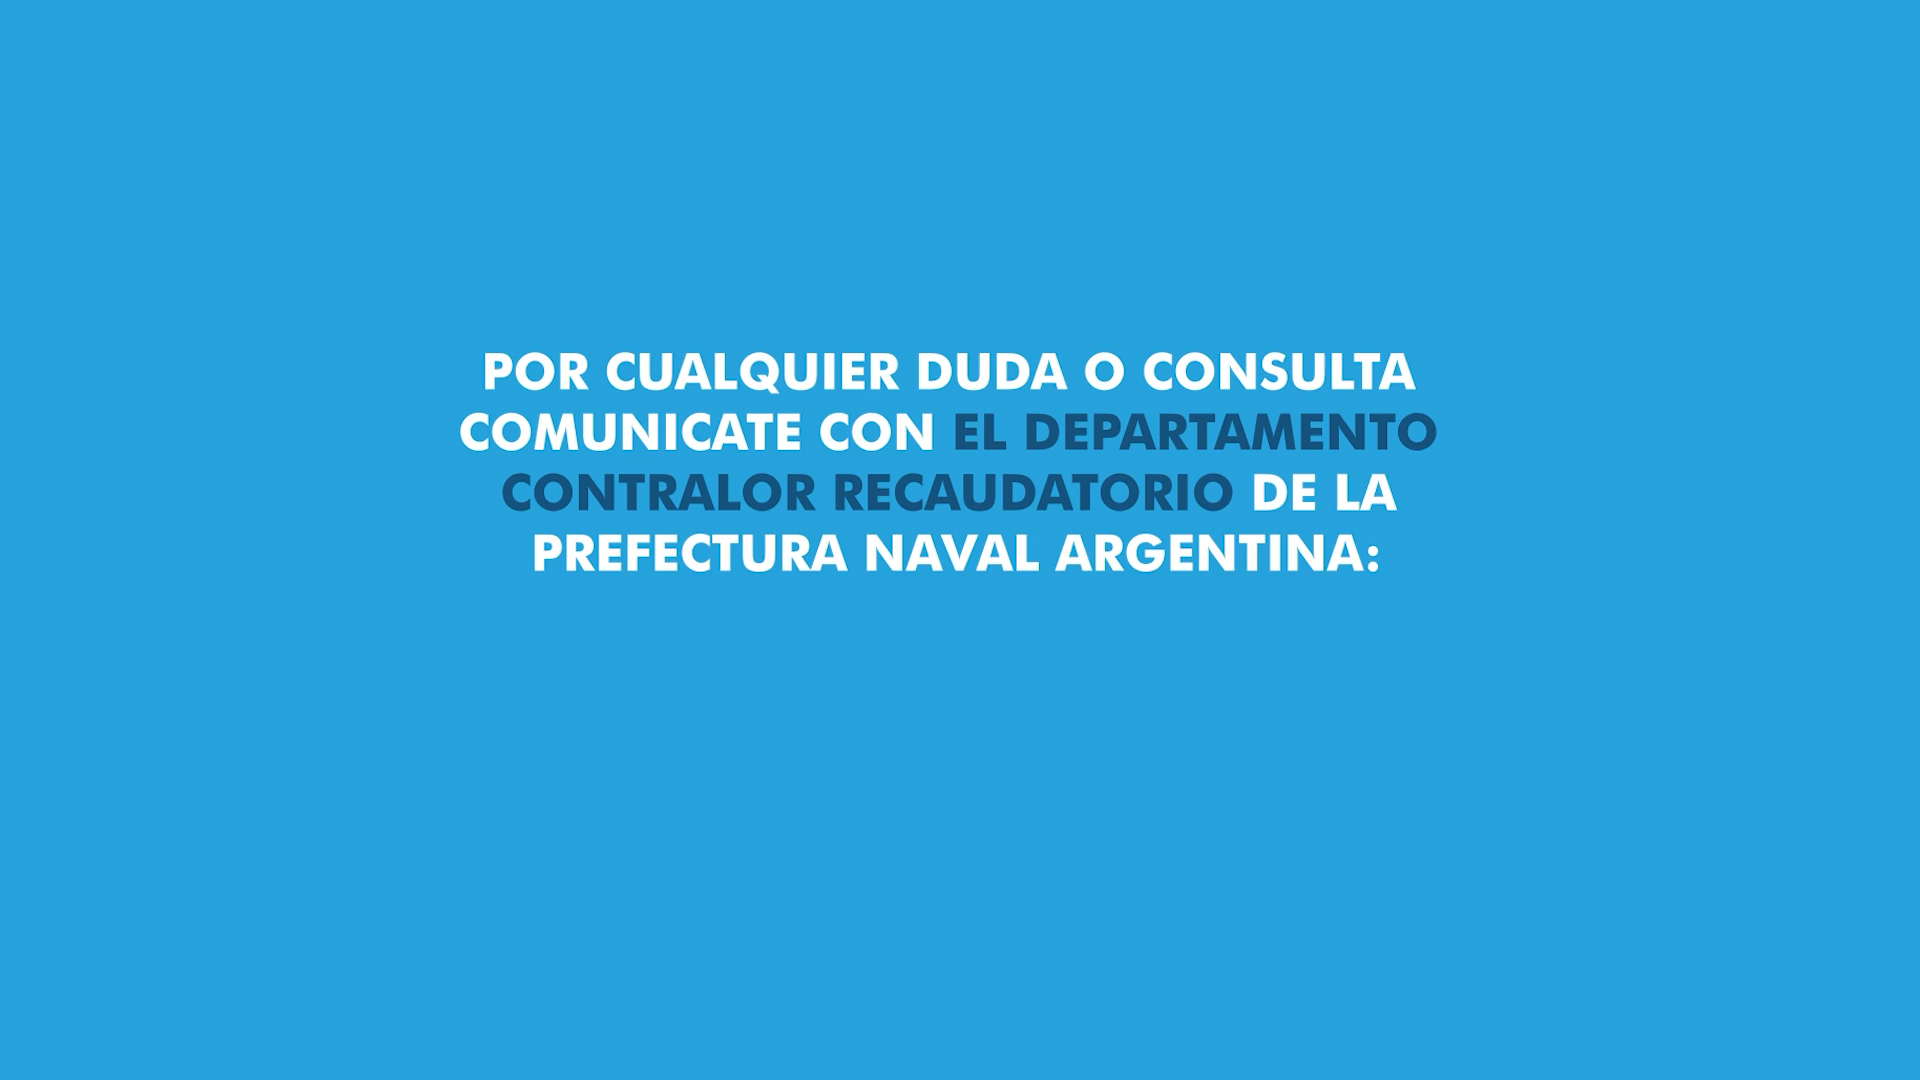 POR CUALQUIER DUDA O CONSULTA
COMUNICATE CON EL DEPARTAMENTO
CONTRALOR RECAUDATORIO DE LA
PREFECTURA NAVAL ARGENTINA: